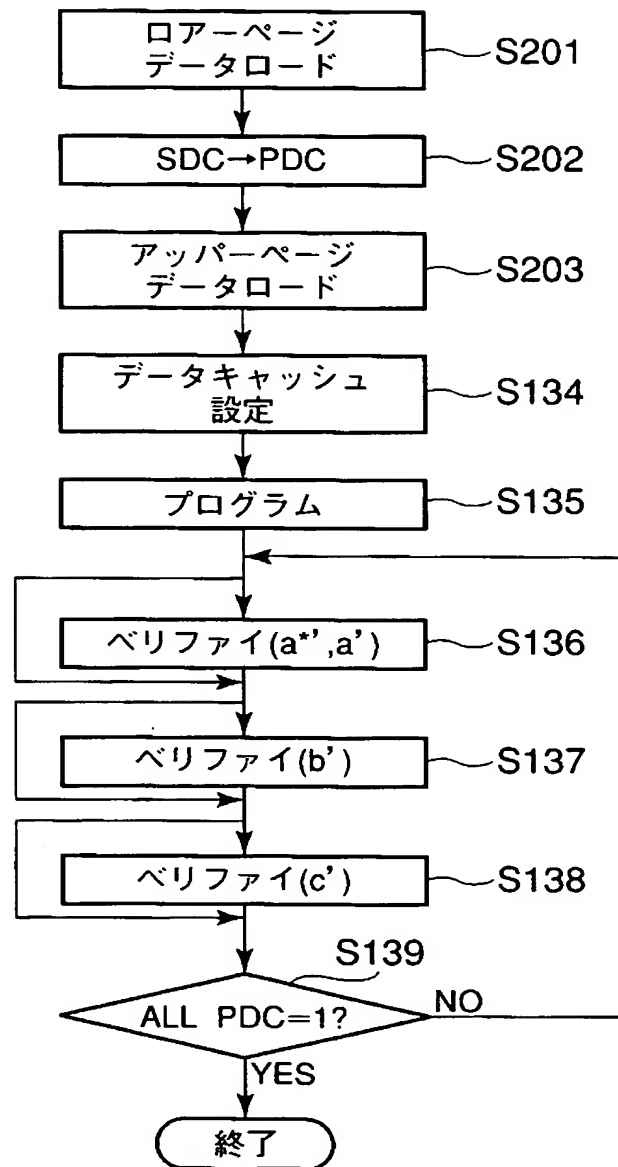 ロアーページ
データロード
S201
SDC→PDC
S202
アッパーページ
データロード
S203
データキャッシュ
設定
S134
プログラム
S135
ベリファイ(a*',a')
S136
ベリファイ(b')
S137
ベリファイ(c')
S138
S139
ALL PDC=1?
NO
YES
終了